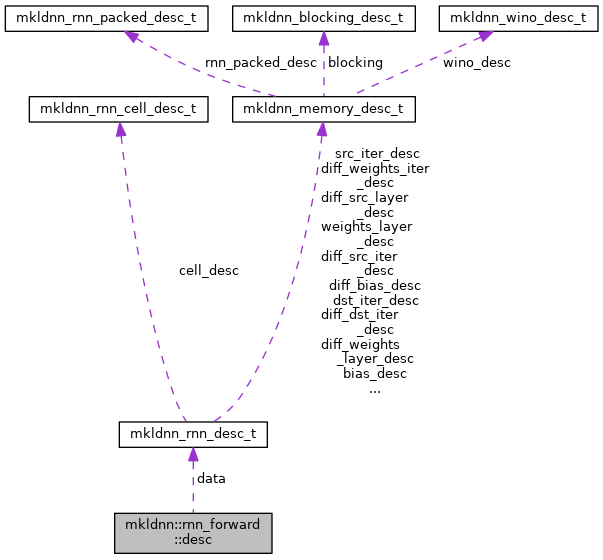 mkldnn_rnn_packed_desc_t
mkldnn_blocking_desc_t
mkldnn_wino_desc_t
rnn_packed_desc
blocking
wino_desc
mkldnn_rnn_cell_desc_t
mkldnn_memory_desc_t
cell_desc
src_iter_desc
diff_weights_iter
_desc
diff_src_layer
_desc
weights_layer
_desc
diff_src_iter
_desc
diff_bias_desc
dst_iter_desc
diff_dst_iter
_desc
diff_weights
_layer_desc
bias_desc
...
mkldnn_rnn_desc_t
data
mkldnn::rnn_forward
::desc